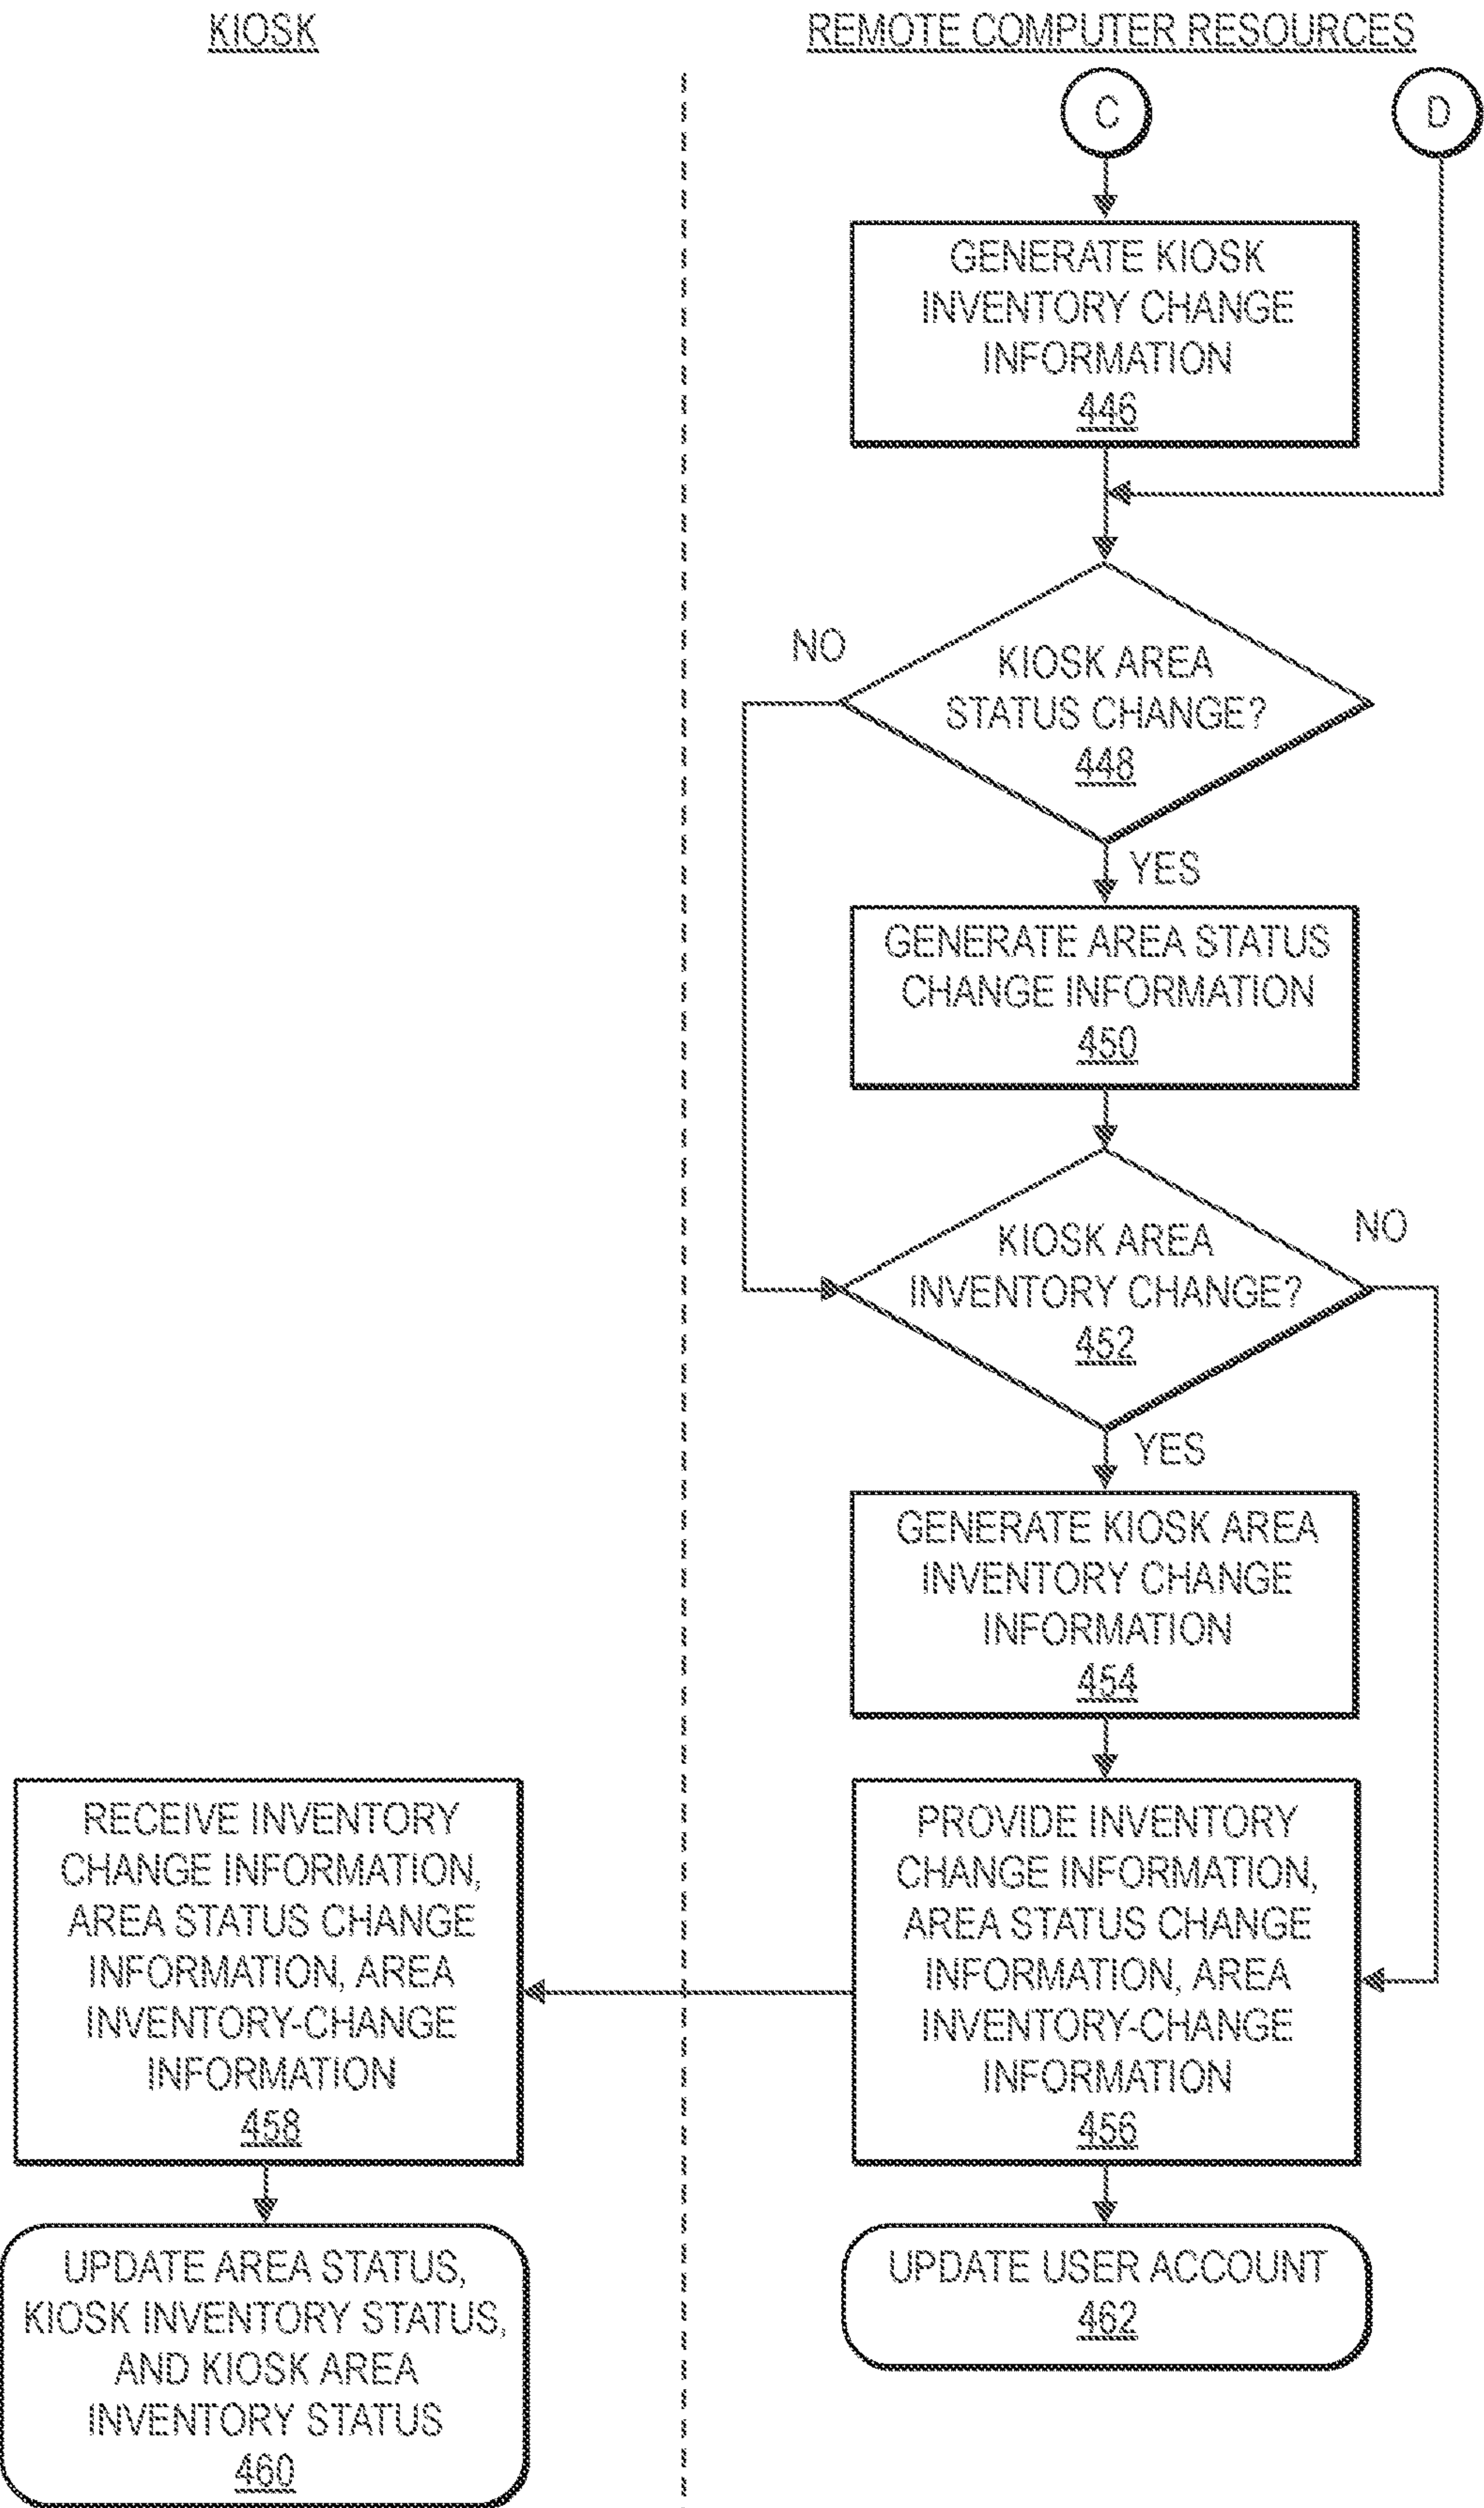 KIOSK
REMOTE COMPUTER RESOURCES
C
D
GENERATE KIOSK
INVENTORY CHANGE
INFORMATION
446
NO
KIOSK AREA
STATUS CHANGE?
448
YES
GENERATE AREA STATUS
CHANGE INFORMATION
450
KIOSK AREA
INVENTORY CHANGE?
452
NO
YES
GENERATE KIOSK AREA
INVENTORY CHANGE
INFORMATION
454
RECEIVE INVENTORY
CHANGE INFORMATION,
AREA STATUS CHANGE
INFORMATION, AREA
INVENTORY-CHANGE
INFORMATION
458
PROVIDE INVENTORY
CHANGE INFORMATION,
AREA STATUS CHANGE
INFORMATION, AREA
INVENTORY-CHANGE
INFORMATION
456
UPDATE AREA STATUS,
KIOSK INVENTORY STATUS,
AND KIOSK AREA
INVENTORY STATUS
460
UPDATE USER ACCOUNT
462